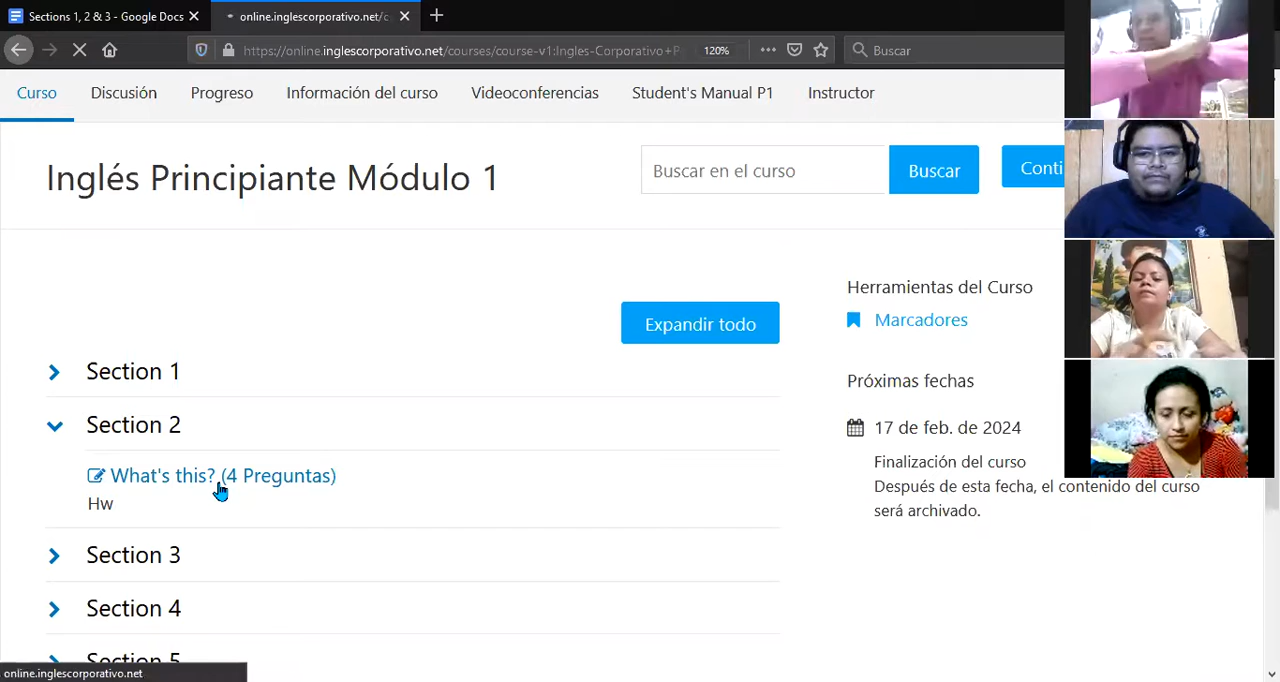 Sections 1, 2 & 3 - Google Docs
online.inglescorporativo.net/c
https://online.inglescorporativo.net/courses/course-v1:Ingles-Corporativo+P
120%
Buscar
Curso
Discusión
Progreso
Información del curso
Videoconferencias
Student's Manual P1
Instructor
Inglés Principiante Módulo 1
Buscar en el curso
Buscar
Conti
Expandir todo
Herramientas del Curso
Marcadores
Section 1
Próximas fechas
Section 2
17 de feb. de 2024
Finalización del curso
What's this? (4 Preguntas)
Después de esta fecha, el contenido del curso
Hw
será archivado.
Section 3
Section 4
Section 5
online.inglescorporativo.net